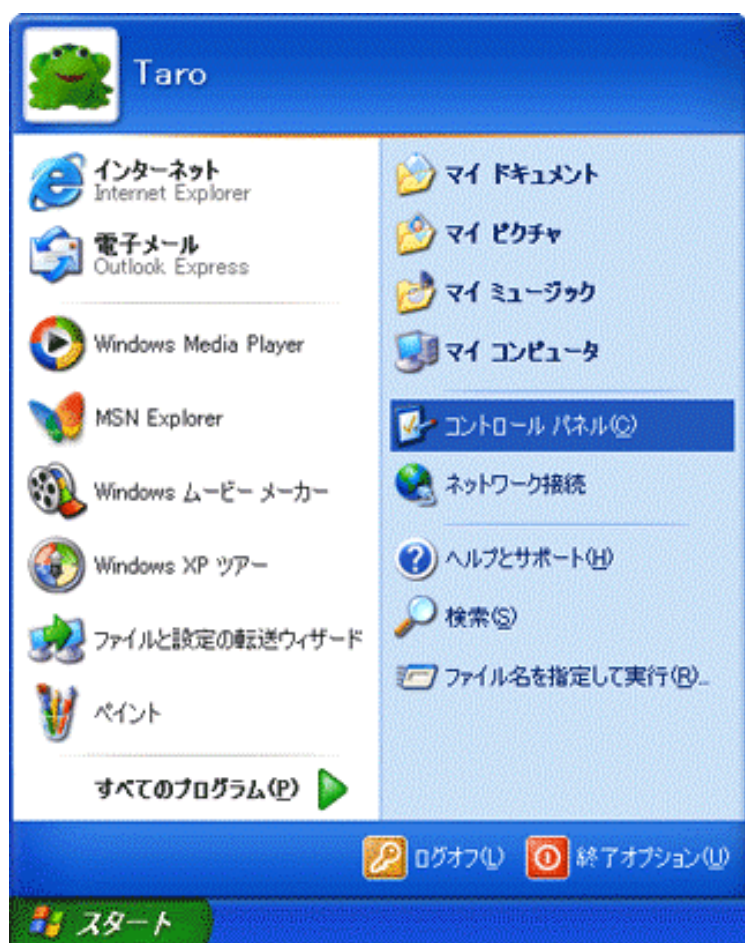 Taro
インターネット
Internet Explorer
電子メール
Outlook Express
Windows Media Player
MSN Explorer
Windows ムービー メーカー
Windows XP ツアー
ファイルと設定の転送ウィザード
ペイント
すべてのプログラム(P)
マイ ドキュメント
マイ ピクチャ
マイ ミュージック
マイ コンピュータ
コントロール パネル(C)
ネットワーク接続
ヘルプとサポート(H)
検索(S)
ファイル名を指定して実行(R)...
ログオフ(L)
終了オプション(U)
スタート